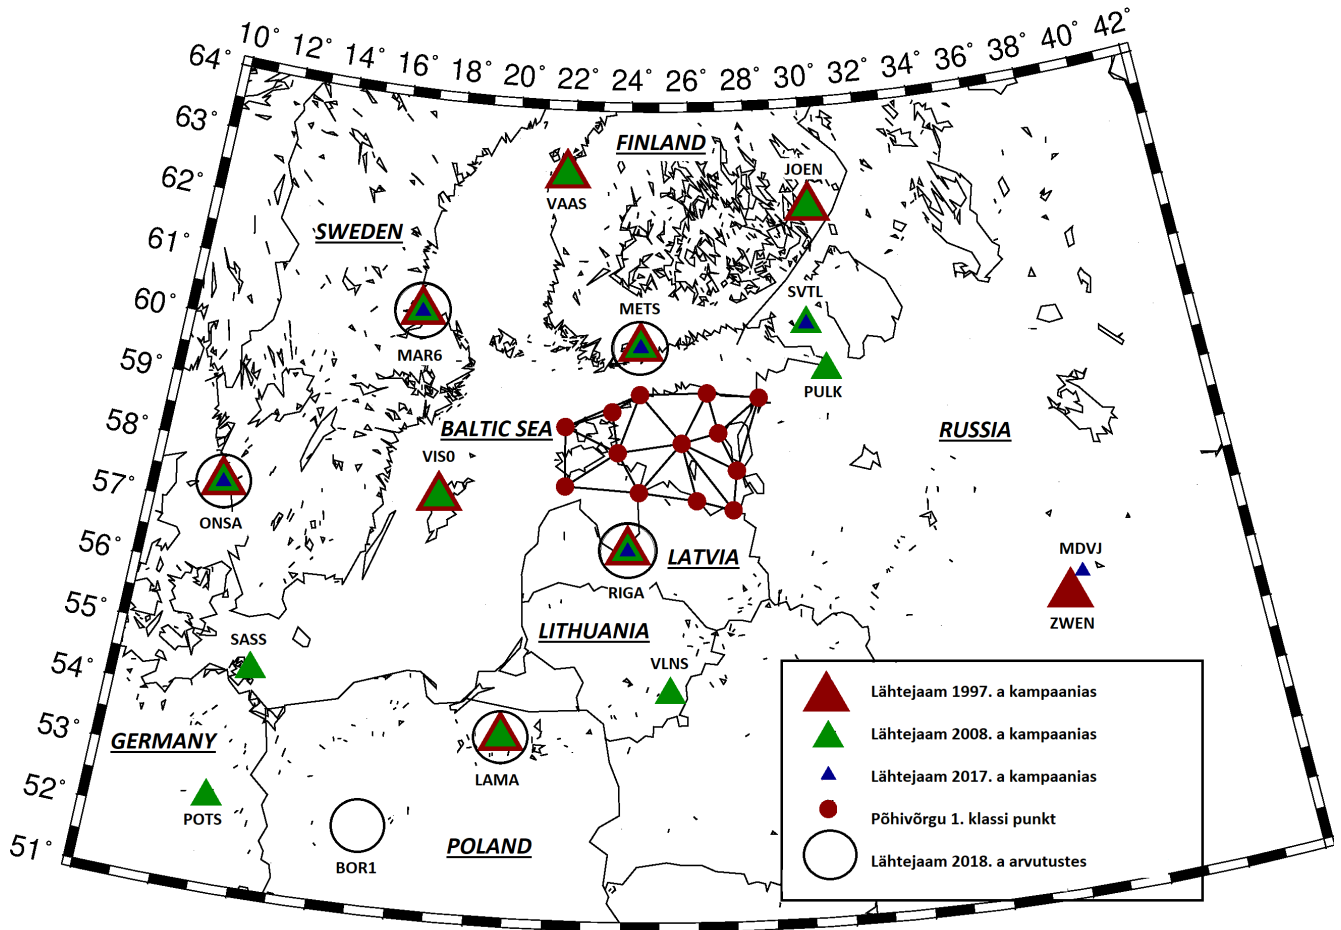 10° 12° 14° 16° 18° 20° 22° 24° 26° 28° 30° 32° 34° 36° 38° 40° 42°
64°
63°
62°
61°
60°
59°
58°
57°
56°
55°
54°
53°
52°
51°
FINLAND
JOEN
VAAS
SWEDEN
SVTL
METS
MAR6
PULK
BALTIC SEA
RUSSIA
VIS0
ONSA
MDVJ
LATVIA
RIGA
ZWEN
LITHUANIA
SASS
VLNS
GERMANY
LAMA
POTS
POLAND
BOR1
Lähtejaam 1997. a kampaanias
Lähtejaam 2008. a kampaanias
Lähtejaam 2017. a kampaanias
Põhivõrgu 1. klassi punkt
Lähtejaam 2018. a arvutustes